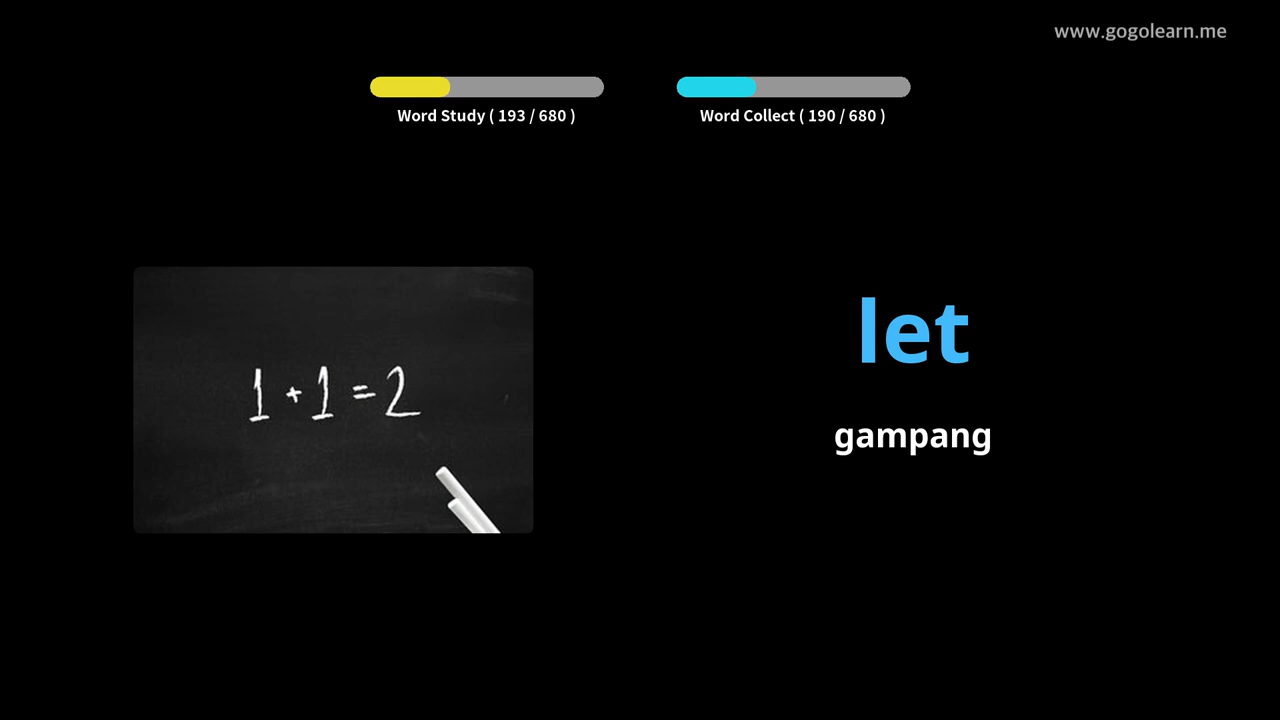 www.gogolearn.me
Word Study ( 193 / 680 )
Word Collect ( 190 / 680 )
1 + 1 = 2
let
gampang